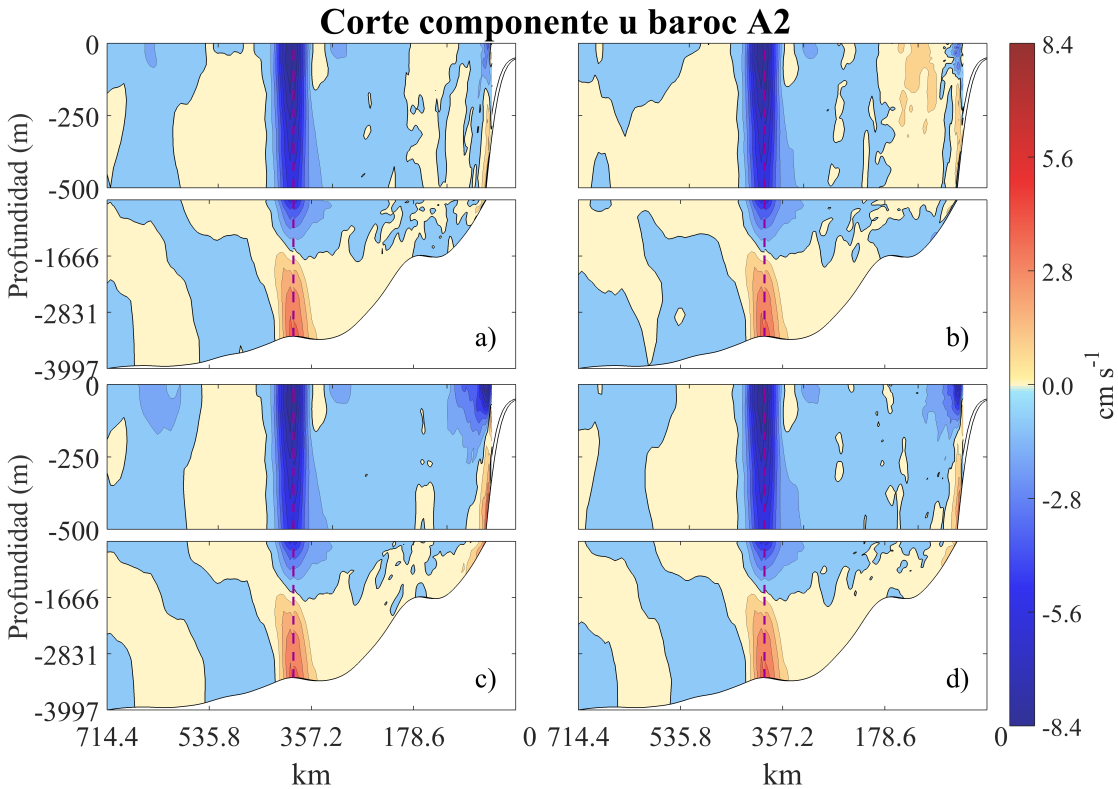 Corte componente u baroc A2
0
-250
-500
-1666
-2831
-3997
Profundidad (m)
a)
b)
0
-250
-500
-1666
-2831
-3997
Profundidad (m)
c)
d)
714.4 535.8 357.2 178.6 0
km
714.4 535.8 357.2 178.6 0
km
8.4
5.6
2.8
0.0
-2.8
-5.6
-8.4
cm s⁻¹